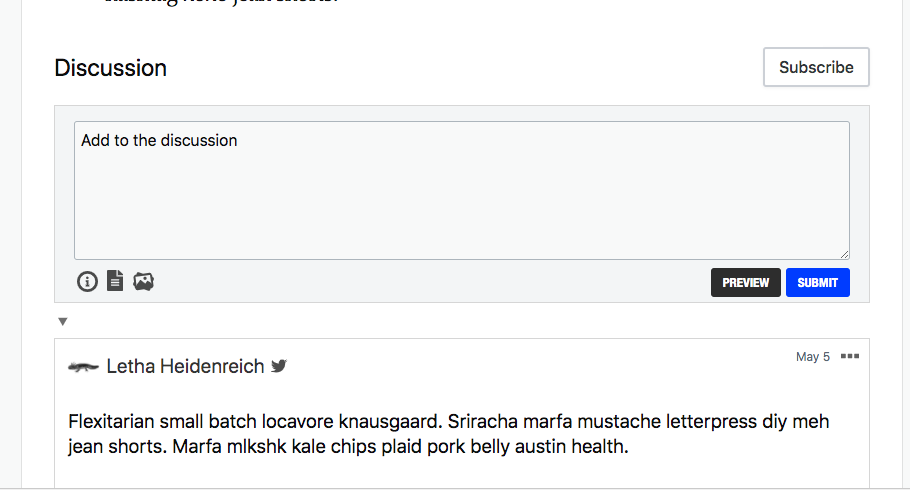 Discussion
Subscribe
Add to the discussion
PREVIEW
SUBMIT
Letha Heidenreich
May 5
Flexitarian small batch locavore knausgaard. Sriracha marfa mustache letterpress diy meh
jean shorts. Marfa mlkshk kale chips plaid pork belly austin health.